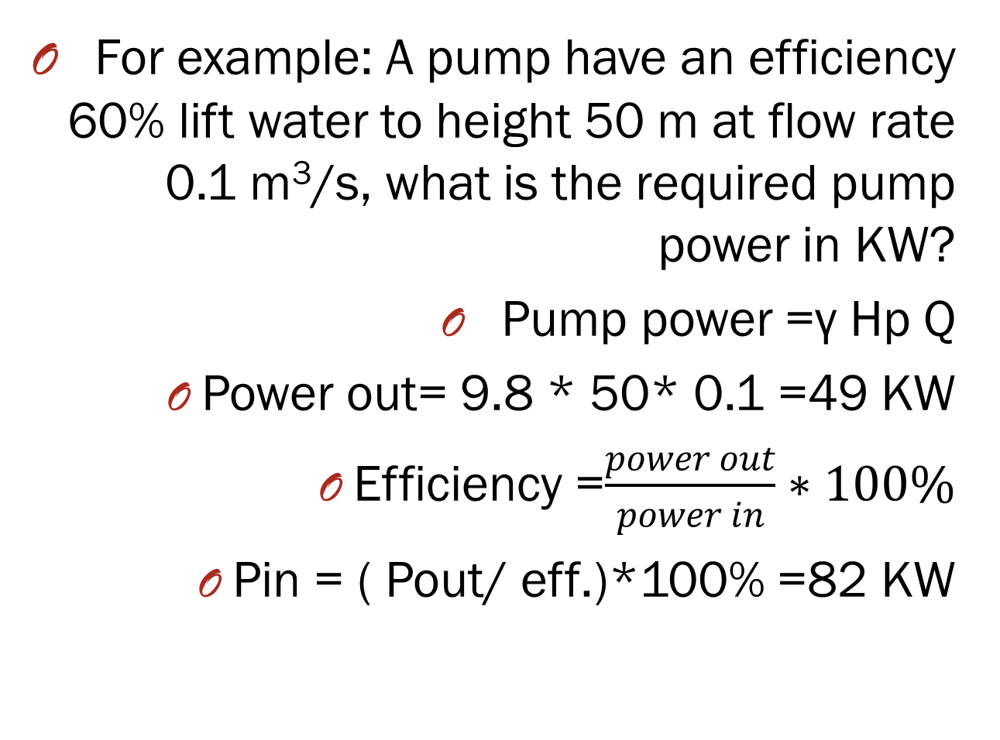 For example: A pump have an efficiency
60% lift water to height 50 m at flow rate
0.1 m³/s, what is the required pump
power in KW?
Pump power =γ Hp Q
Power out= 9.8 * 50* 0.1 =49 KW
Efficiency =power out/power in * 100%
Pin = ( Pout/ eff.)*100% =82 KW